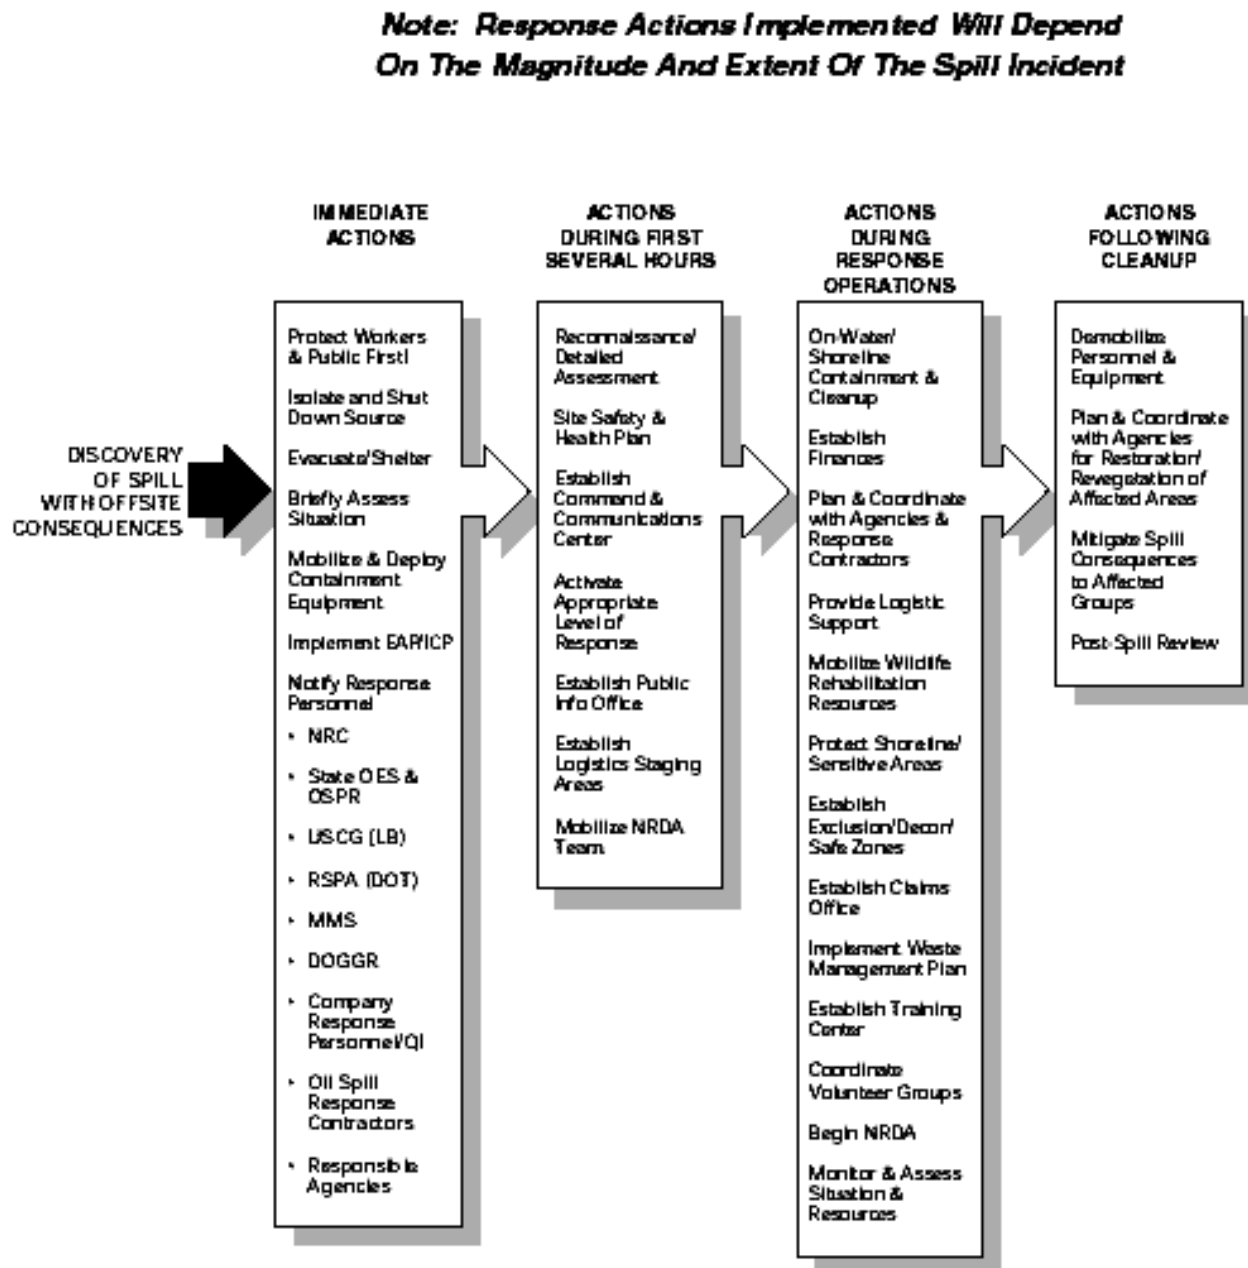 Note: Response Actions Implemented Will Depend
On The Magnitude And Extent Of The Spill Incident
DISCOVERY
OF SPILL
WITH OFFSITE
CONSEQUENCES
IMMEDIATE
ACTIONS
Protect Workers
& Public First!
Isolate and Shut
Down Source
Evacuate/Shelter
Briefly Assess
Situation
Mobilize & Deploy
Containment
Equipment
Implement EAP/ICP
Notify Response
Personnel
• NRC
• State OES &
OSPR
• USCG (LB)
• RSPA (DOT)
• MMS
• DOGGR
• Company
Response
Personnel/QI
• Oil Spill
Response
Contractors
• Responsible
Agencies
ACTIONS
DURING FIRST
SEVERAL HOURS
Reconnaissance/
Detailed
Assessment
Site Safety &
Health Plan
Establish
Command &
Communications
Center
Activate
Appropriate
Level of
Response
Establish Public
Info Office
Establish
Logistics Staging
Areas
Mobilize NRDA
Team
ACTIONS
DURING
RESPONSE
OPERATIONS
On-Water/
Shoreline
Containment &
Cleanup
Establish
Finances
Plan & Coordinate
with Agencies &
Response
Contractors
Provide Logistic
Support
Mobilize Wildlife
Rehabilitation
Resources
Protect Shoreline/
Sensitive Areas
Establish
Exclusion/Decon/
Safe Zones
Establish Claims
Office
Implement Waste
Management Plan
Establish Training
Center
Coordinate
Volunteer Groups
Begin NRDA
Monitor & Assess
Situation &
Resources
ACTIONS
FOLLOWING
CLEANUP
Demobilize
Personnel &
Equipment
Plan & Coordinate
with Agencies
for Restoration/
Revegetation of
Affected Areas
Mitigate Spill
Consequences
to Affected
Groups
Post-Spill Review